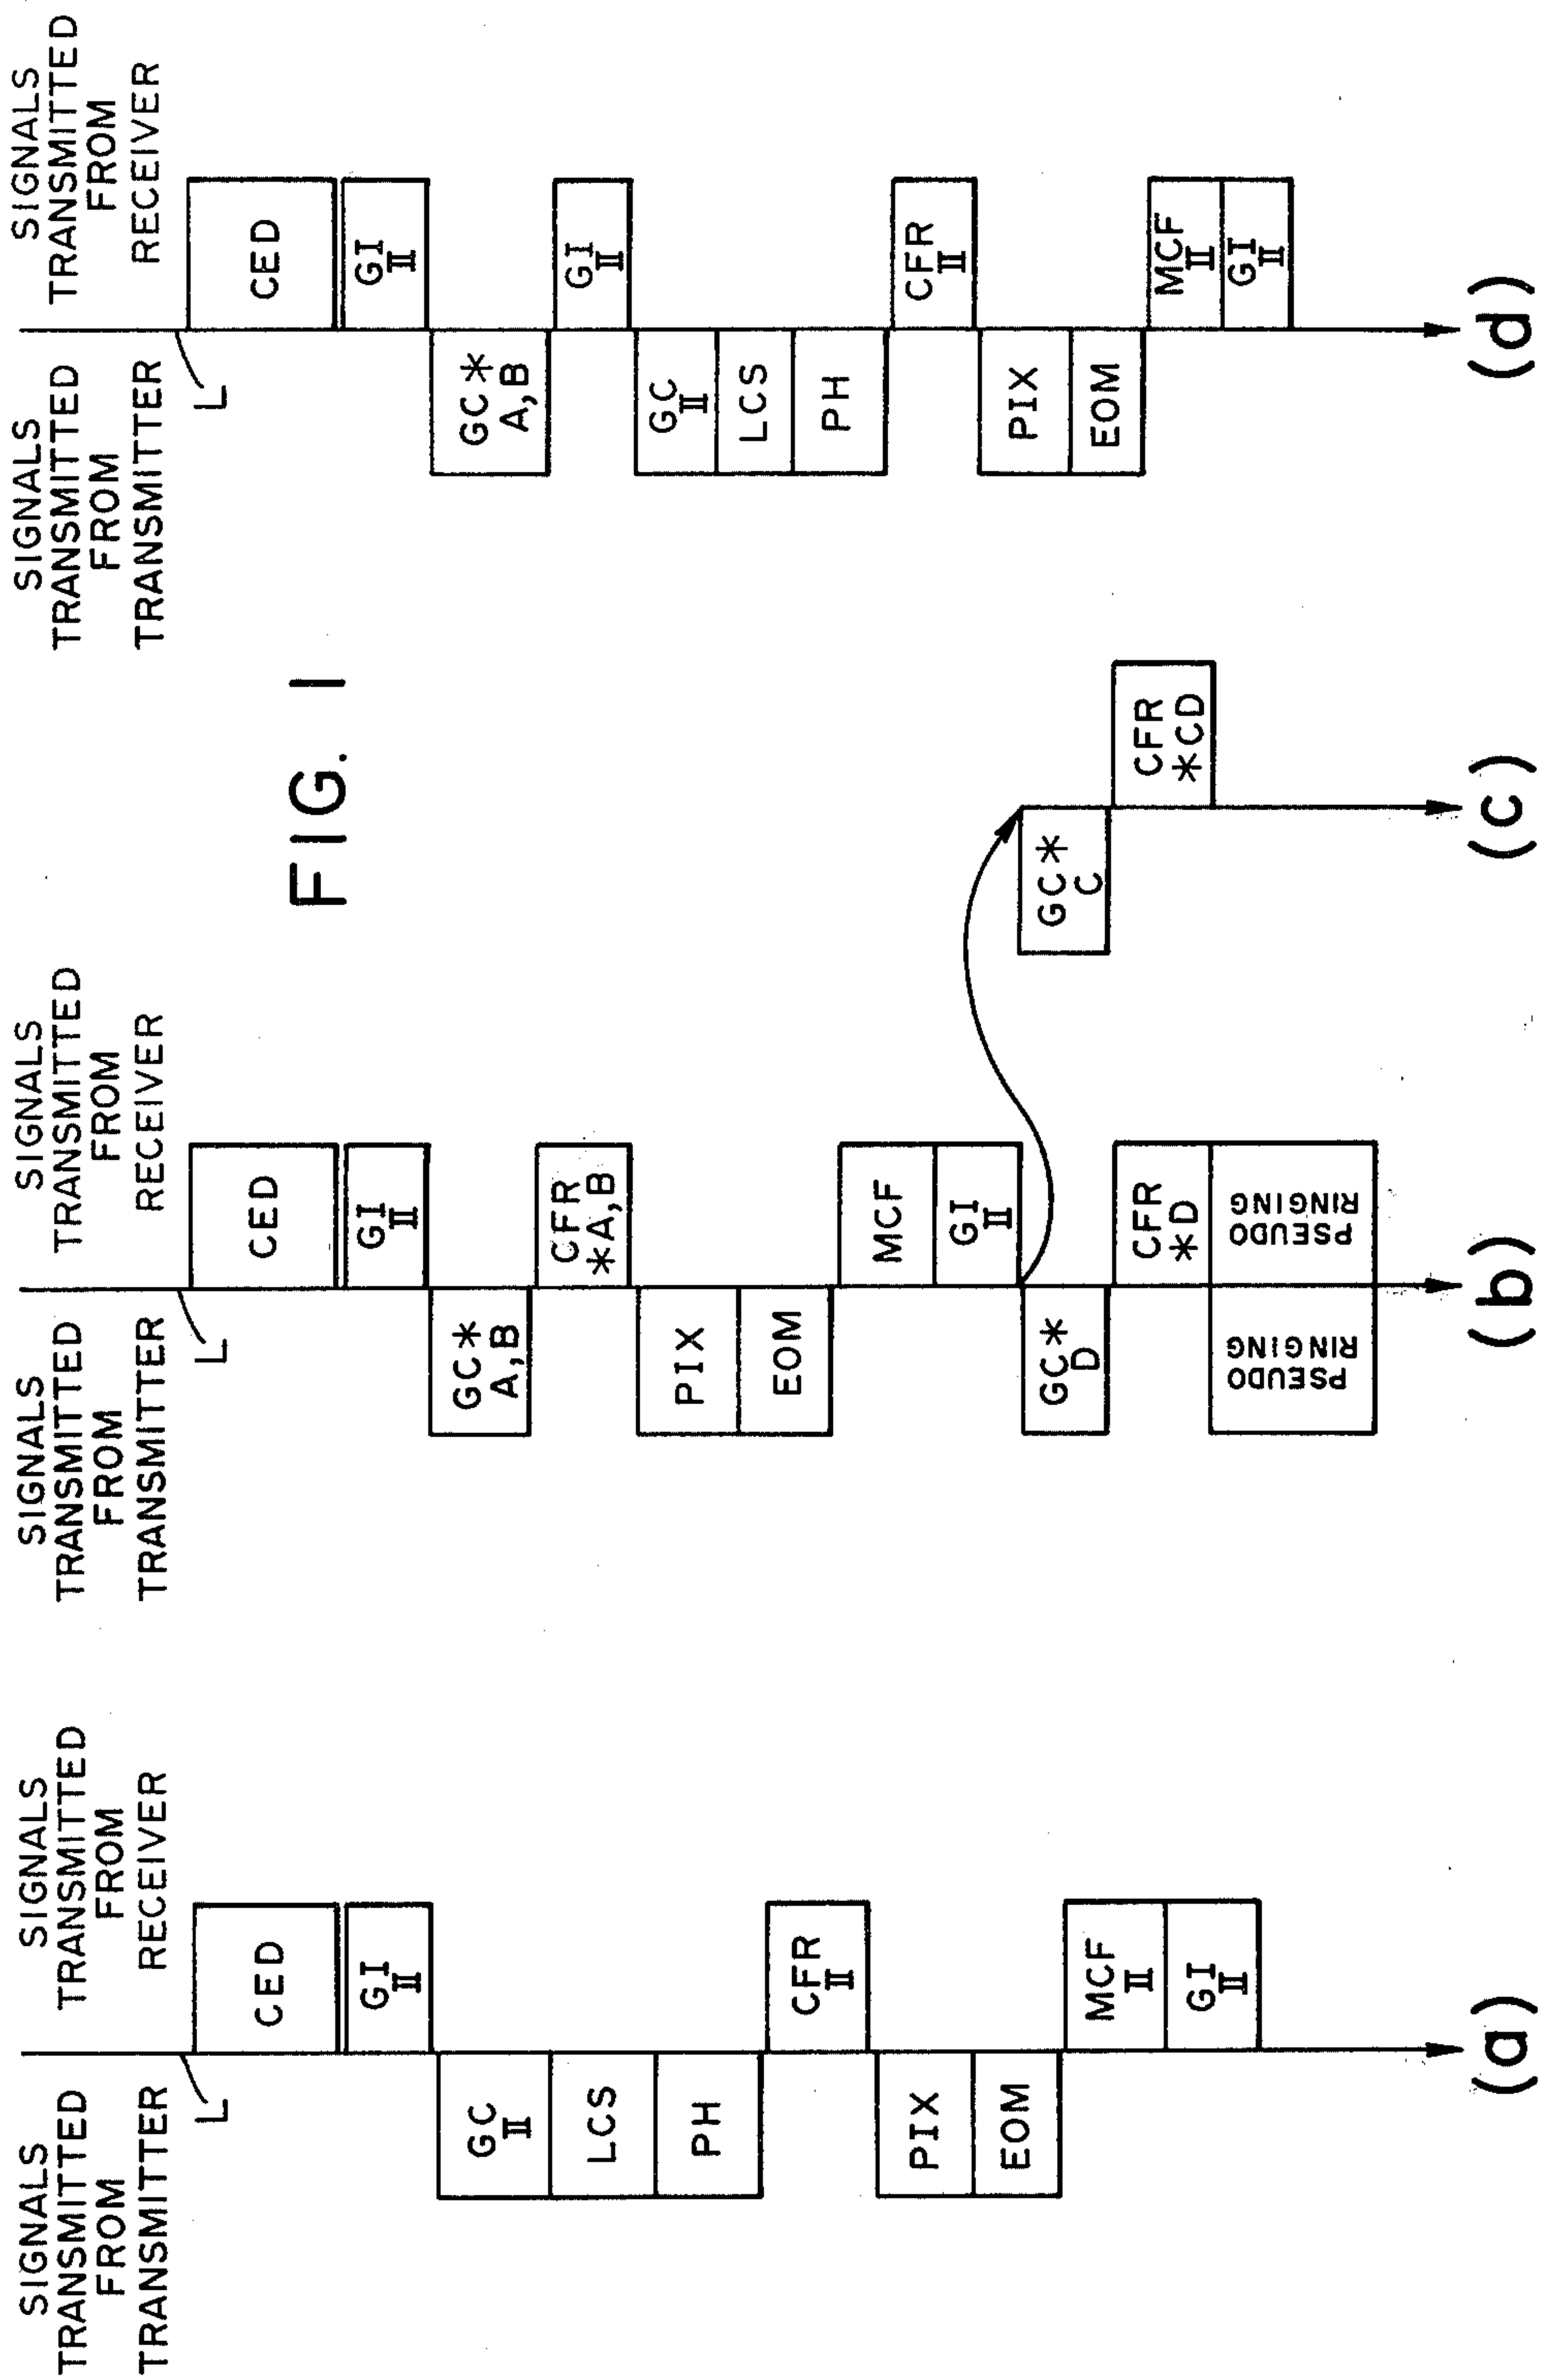 FIG. 1
SIGNALS
TRANSMITTED
FROM
TRANSMITTER
SIGNALS
TRANSMITTED
FROM
RECEIVER
L
CED
GI
II
GC
II
LCS
PH
CFR
II
PIX
EOM
MCF
II
GI
II
(a)
SIGNALS
TRANSMITTED
FROM
TRANSMITTER
SIGNALS
TRANSMITTED
FROM
RECEIVER
L
CED
GI
II
GC*
A,B
CFR
*A,B
PIX
EOM
MCF
GI
II
GC*
D
CFR
*D
PSEUDO
RINGING
PSEUDO
RINGING
(b)
GC*
C
CFR
*CD
(c)
SIGNALS
TRANSMITTED
FROM
TRANSMITTER
SIGNALS
TRANSMITTED
FROM
RECEIVER
L
CED
GI
II
GC*
A,B
GI
II
GC
II
LCS
PH
CFR
II
PIX
EOM
MCF
II
GI
II
(d)